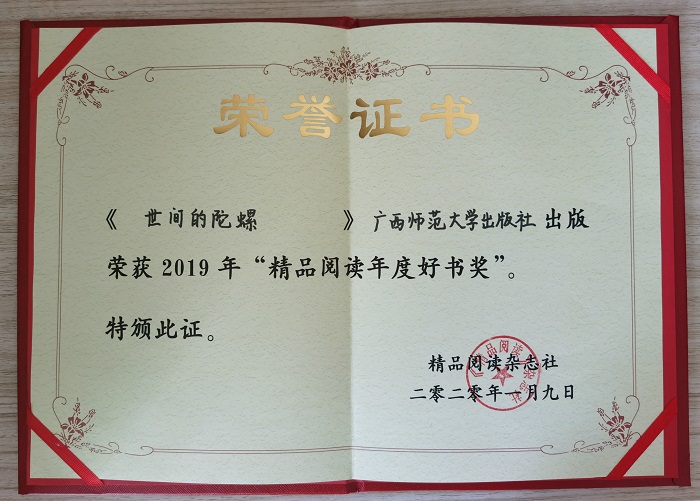 荣誉证书
《 世间的陀螺 》广西师范大学出版社 出版
荣获 2019 年“精品阅读年度好书奖”。
特颁此证。
精品阅读杂志社
二零二零年一月九日